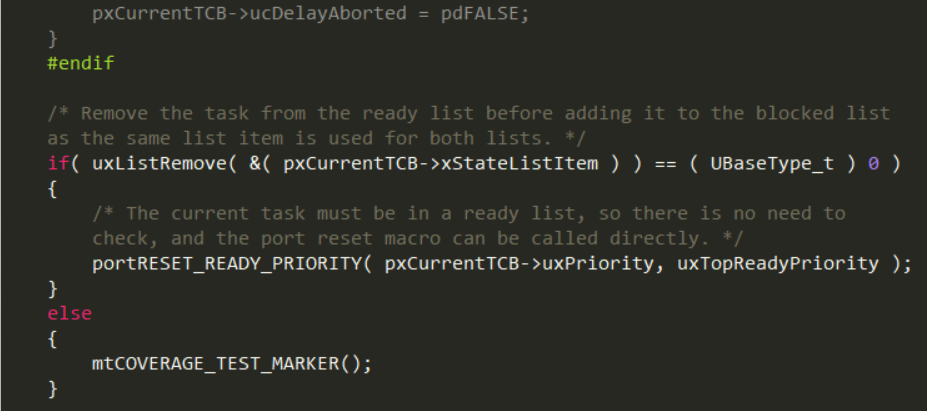 pxCurrentTCB->ucDelayAborted = pdFALSE;
}
#endif
/* Remove the task from the ready list before adding it to the blocked list
as the same list item is used for both lists. */
if( uxListRemove( &( pxCurrentTCB->xStateListItem ) ) == ( UBaseType_t ) 0 )
{
/* The current task must be in a ready list, so there is no need to
check, and the port reset macro can be called directly. */
portRESET_READY_PRIORITY( pxCurrentTCB->uxPriority, uxTopReadyPriority );
}
else
{
mtCOVERAGE_TEST_MARKER();
}